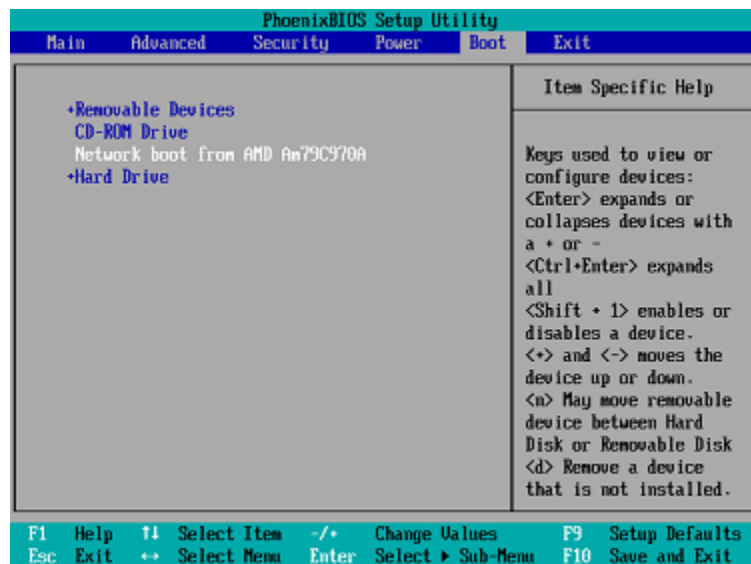 PhoenixBIOS Setup Utility
Main Advanced Security Power Boot Exit
+Removable Devices
CD-ROM Drive
Network boot from AMD Am79C970A
+Hard Drive
Item Specific Help
Keys used to view or
configure devices:
<Enter> expands or
collapses devices with
a + or -
<Ctrl+Enter> expands
all
<Shift + 1> enables or
disables a device.
<+> and <-> moves the
device up or down.
<n> May move removable
device between Hard
Disk or Removable Disk
<d> Remove a device
that is not installed.
F1 Help ↑↓ Select Item -/+ Change Values F9 Setup Defaults
Esc Exit ↔ Select Menu Enter Select ▶ Sub-Menu F10 Save and Exit